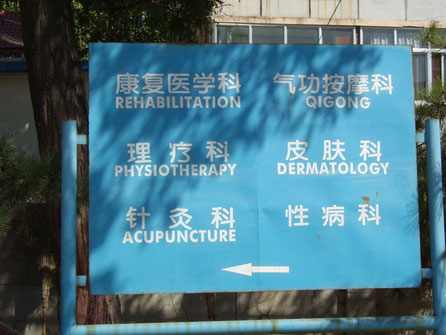 康复医学科 气功按摩科
REHABILITATION QIGONG
理疗科 皮肤科
PHYSIOTHERAPY DERMATOLOGY
针灸科 性病科
ACUPUNCTURE